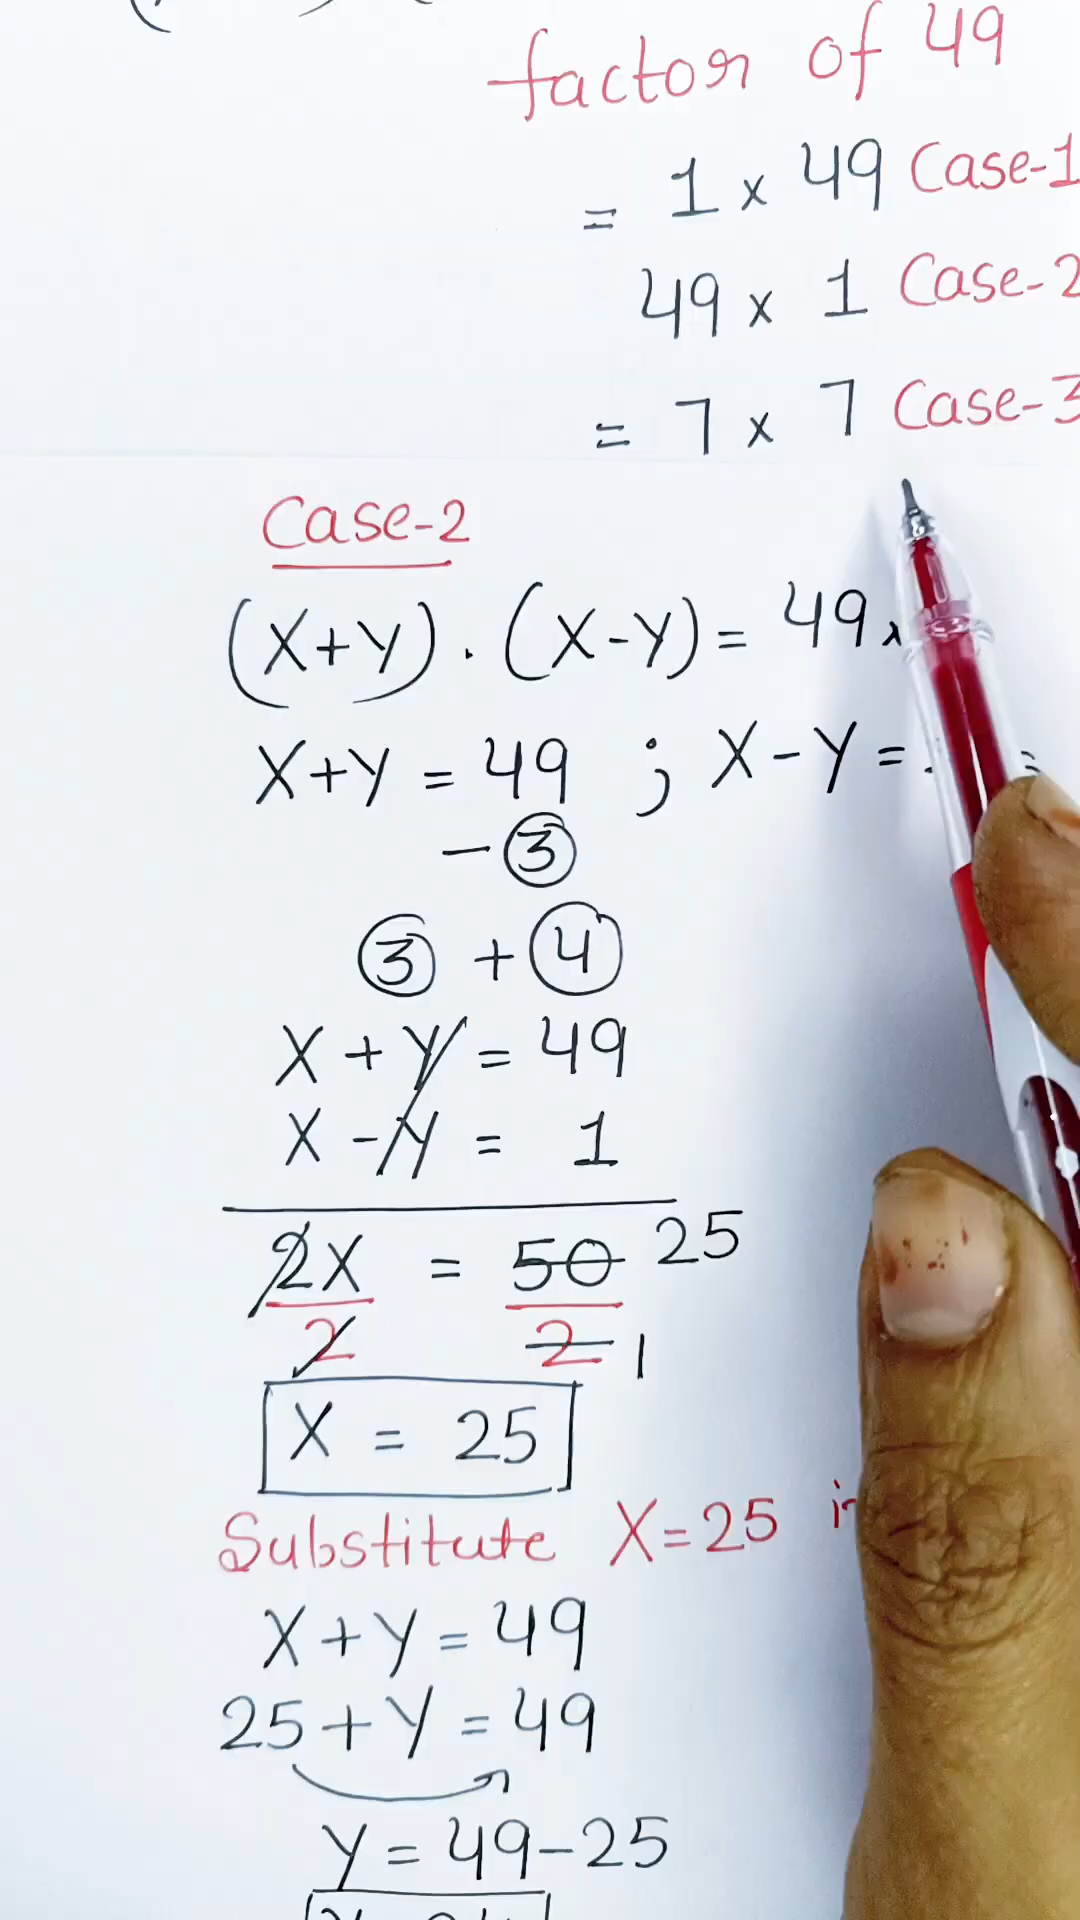 factor of 49
= 1 x 49 Case-1
49 x 1 Case-2
= 7 x 7 Case-3
Case-2
(X+Y) . (X-Y) = 49 x
X+Y = 49 ; X-Y =
- ③
③ + ④
X + Y = 49
X - Y = 1
2X = 50 25
2 2 1
X = 25
Substitute X=25
X+Y = 49
25+Y = 49
Y = 49-25